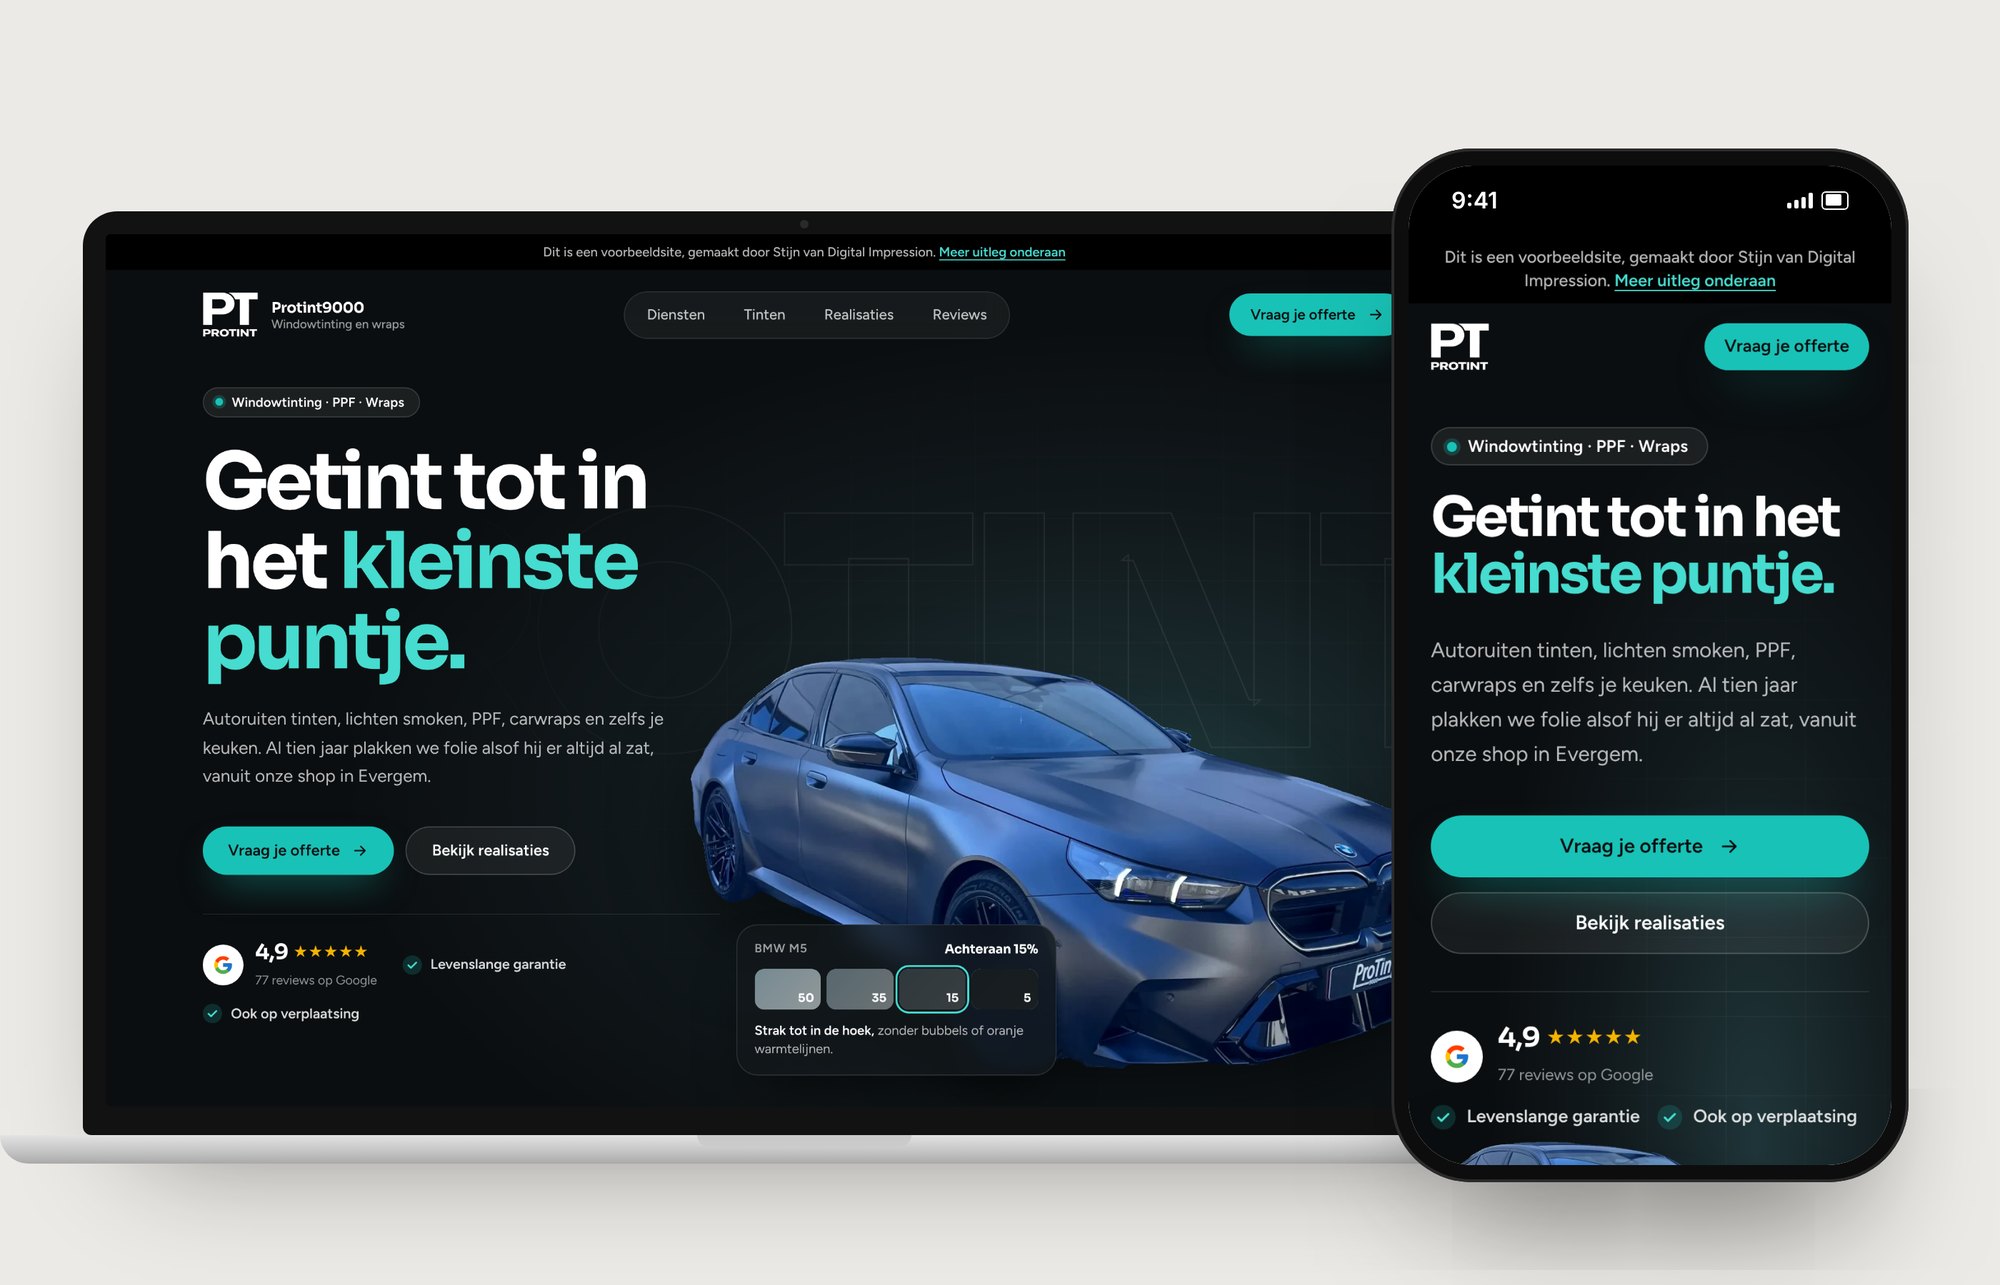 Dit is een voorbeeldsite, gemaakt door Stijn van Digital Impression. Meer uitleg onderaan
PT
PROTINT
Protint9000
Windowtinting en wraps
Diensten
Tinten
Realisaties
Reviews
Vraag je offerte →
Windowtinting · PPF · Wraps
Getint tot in
het kleinste
puntje.
Autoruiten tinten, lichten smoken, PPF, carwraps en zelfs je
keuken. Al tien jaar plakken we folie alsof hij er altijd al zat,
vanuit onze shop in Evergem.
Vraag je offerte →
Bekijk realisaties
4,9 ★★★★★
77 reviews op Google
Levenslange garantie
Ook op verplaatsing
OTINT
BMW M5
Achteraan 15%
50
35
15
5
Strak tot in de hoek, zonder bubbels of oranje
warmtelijnen.
ProTin
9:41
Dit is een voorbeeldsite, gemaakt door Stijn van Digital
Impression. Meer uitleg onderaan
PT
PROTINT
Vraag je offerte
Windowtinting · PPF · Wraps
Getint tot in het
kleinste puntje.
Autoruiten tinten, lichten smoken, PPF,
carwraps en zelfs je keuken. Al tien jaar
plakken we folie alsof hij er altijd al zat, vanuit
onze shop in Evergem.
Vraag je offerte →
Bekijk realisaties
4,9 ★★★★★
77 reviews op Google
Levenslange garantie
Ook op verplaatsing